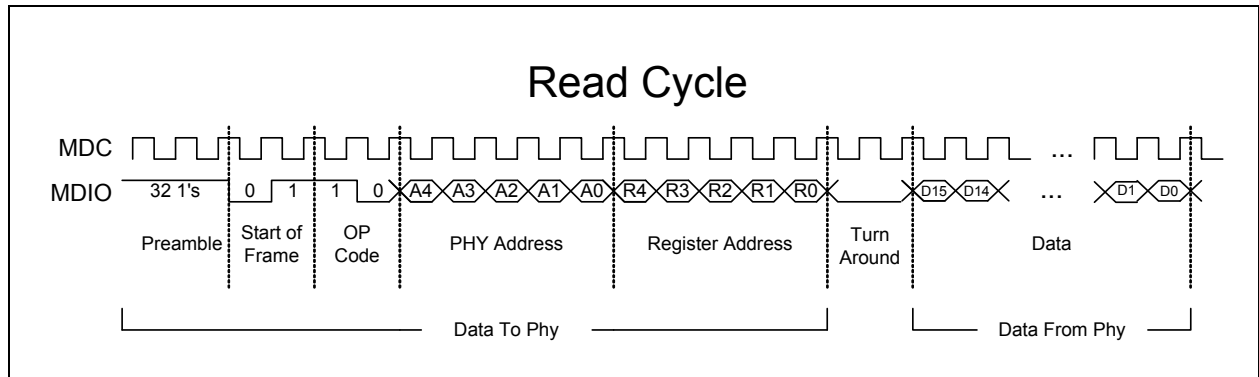 Read Cycle
MDC
...
MDIO
32 1's 0 1 1 0 A4 A3 A2 A1 A0 R4 R3 R2 R1 R0 D15 D14 ... D1 D0
Preamble
Start of
Frame
OP
Code
PHY Address
Register Address
Turn
Around
Data
Data To Phy
Data From Phy